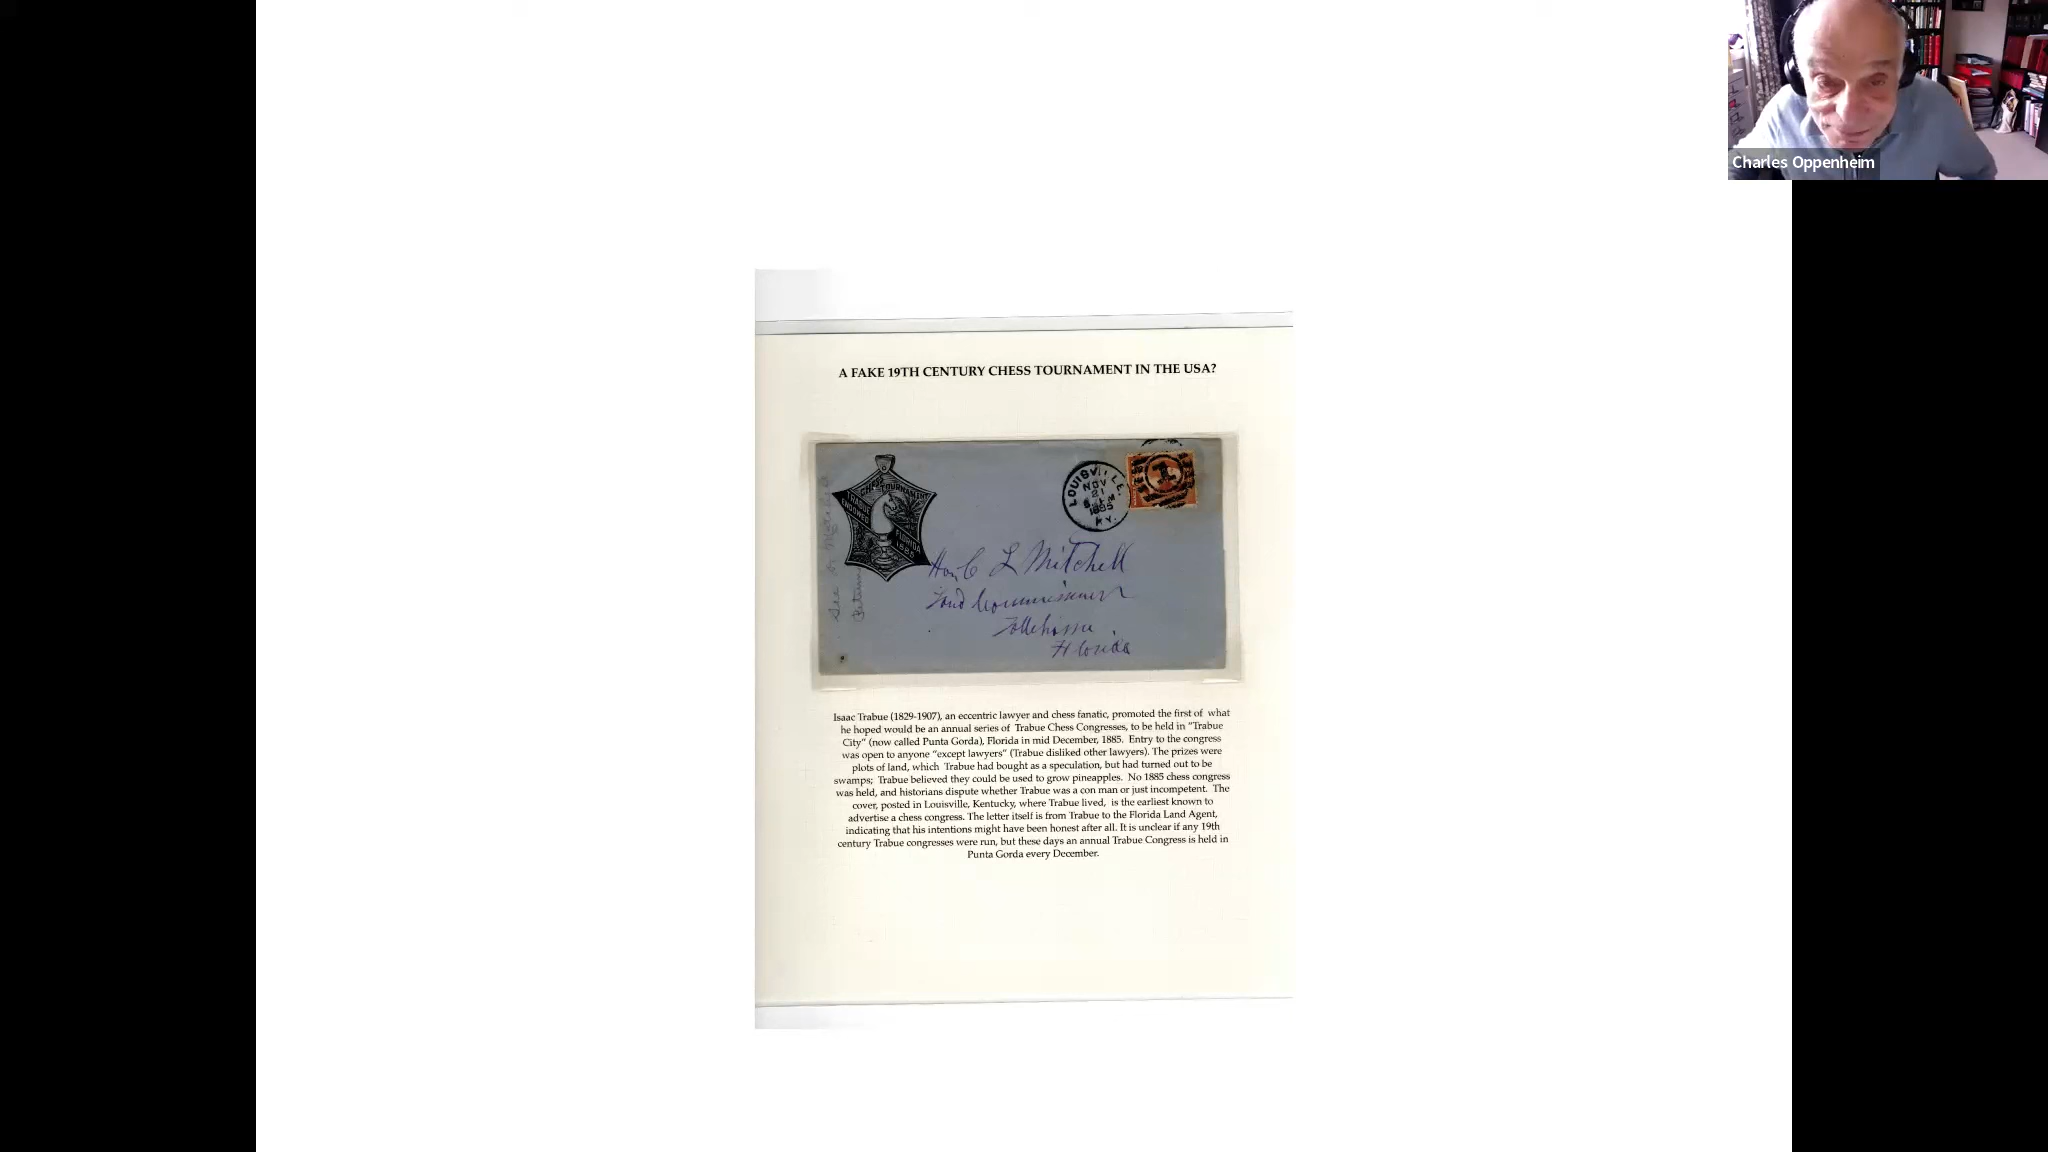 Charles Oppenheim
A FAKE 19TH CENTURY CHESS TOURNAMENT IN THE USA?
CHESS TOURNAMENT
TRABUE
ENDOWED
FLORIDA
1885
LOUISVILLE
NOV
21
1885
KY.
1
Hon C L Mitchell
Land Commissioner
Tallehassee
Florida
Isaac Trabue (1829-1907), an eccentric lawyer and chess fanatic, promoted the first of what
he hoped would be an annual series of Trabue Chess Congresses, to be held in "Trabue
City" (now called Punta Gorda), Florida in mid December, 1885. Entry to the congress
was open to anyone "except lawyers" (Trabue disliked other lawyers). The prizes were
plots of land, which Trabue had bought as a speculation, but had turned out to be
swamps; Trabue believed they could be used to grow pineapples. No 1885 chess congress
was held, and historians dispute whether Trabue was a con man or just incompetent. The
cover, posted in Louisville, Kentucky, where Trabue lived, is the earliest known to
advertise a chess congress. The letter itself is from Trabue to the Florida Land Agent,
indicating that his intentions might have been honest after all. It is unclear if any 19th
century Trabue congresses were run, but these days an annual Trabue Congress is held in
Punta Gorda every December.